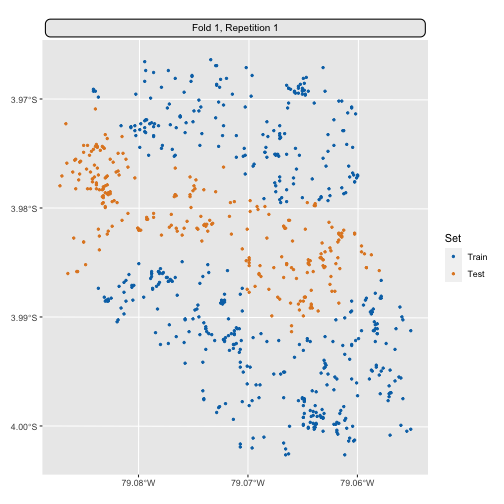 Fold 1, Repetition 1
3.97°S
3.98°S
3.99°S
4.00°S
79.08°W
79.07°W
79.06°W
Set
Train
Test